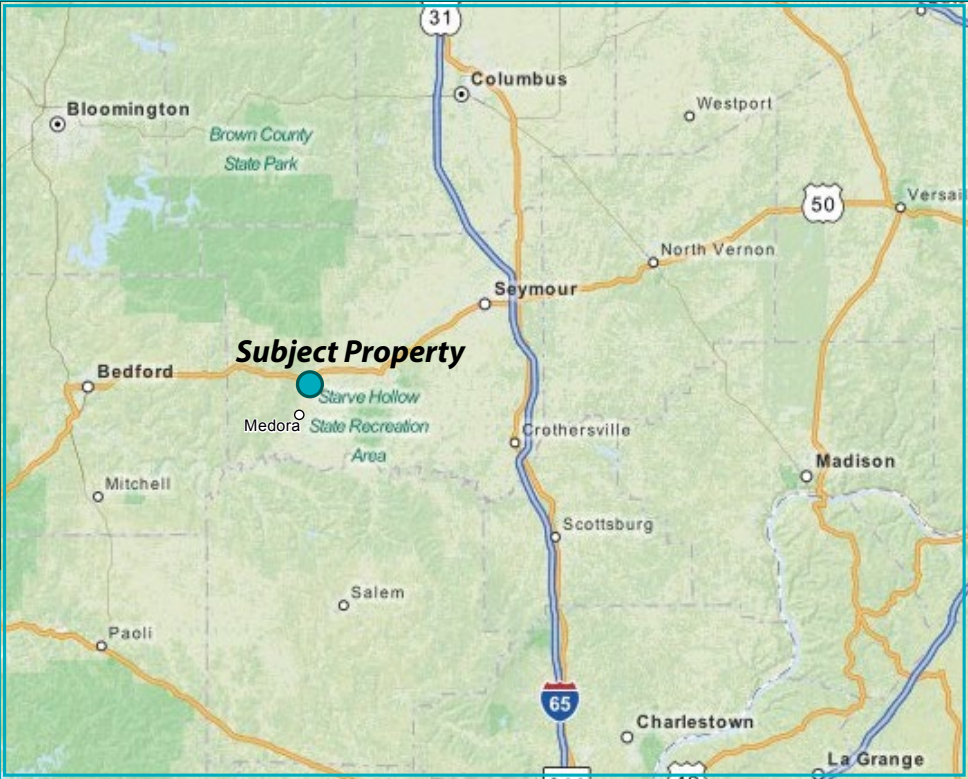 31
Columbus
Bloomington
Westport
Brown County
State Park
50
Versai
North Vernon
Seymour
Subject Property
Bedford
Starve Hollow
Medora
State Recreation
Area
Crothersville
Madison
Mitchell
Scottsburg
Salem
Paoli
65
Charlestown
La Grange